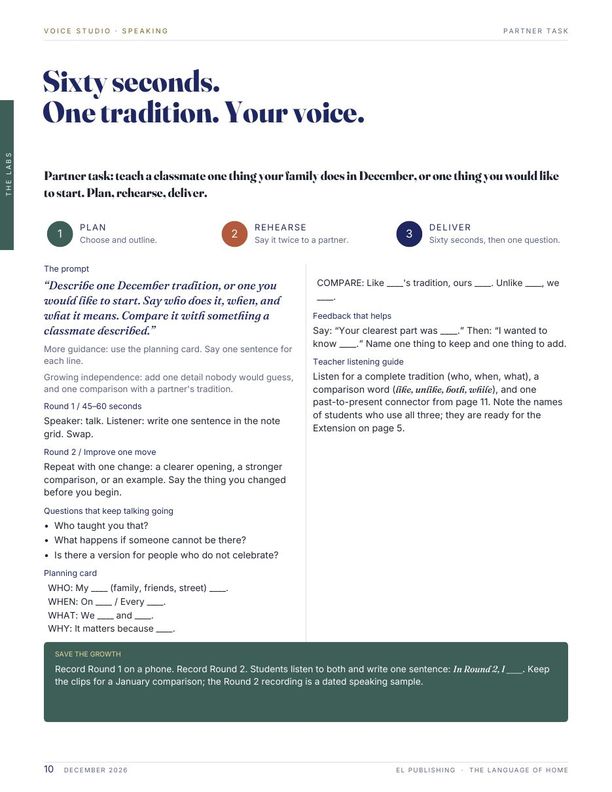 VOICE STUDIO · SPEAKING
PARTNER TASK
Sixty seconds.
One tradition. Your voice.
THE LABS
Partner task: teach a classmate one thing your family does in December, or one thing you would like
to start. Plan, rehearse, deliver.
1 PLAN
Choose and outline.
2 REHEARSE
Say it twice to a partner.
3 DELIVER
Sixty seconds, then one question.
The prompt
“Describe one December tradition, or one you
would like to start. Say who does it, when, and
what it means. Compare it with something a
classmate described.”
More guidance: use the planning card. Say one sentence for
each line.
Growing independence: add one detail nobody would guess,
and one comparison with a partner's tradition.
Round 1 / 45–60 seconds
Speaker: talk. Listener: write one sentence in the note
grid. Swap.
Round 2 / Improve one move
Repeat with one change: a clearer opening, a stronger
comparison, or an example. Say the thing you changed
before you begin.
Questions that keep talking going
• Who taught you that?
• What happens if someone cannot be there?
• Is there a version for people who do not celebrate?
Planning card
WHO: My ____ (family, friends, street) ____.
WHEN: On ____ / Every ____.
WHAT: We ____ and ____.
WHY: It matters because ____.
COMPARE: Like ____'s tradition, ours ____. Unlike ____, we
____.
Feedback that helps
Say: “Your clearest part was ____.” Then: “I wanted to
know ____.” Name one thing to keep and one thing to add.
Teacher listening guide
Listen for a complete tradition (who, when, what), a
comparison word (like, unlike, both, while), and one
past-to-present connector from page 11. Note the names
of students who use all three; they are ready for the
Extension on page 5.
SAVE THE GROWTH
Record Round 1 on a phone. Record Round 2. Students listen to both and write one sentence: In Round 2, I ____. Keep
the clips for a January comparison; the Round 2 recording is a dated speaking sample.
10 DECEMBER 2026
EL PUBLISHING · THE LANGUAGE OF HOME